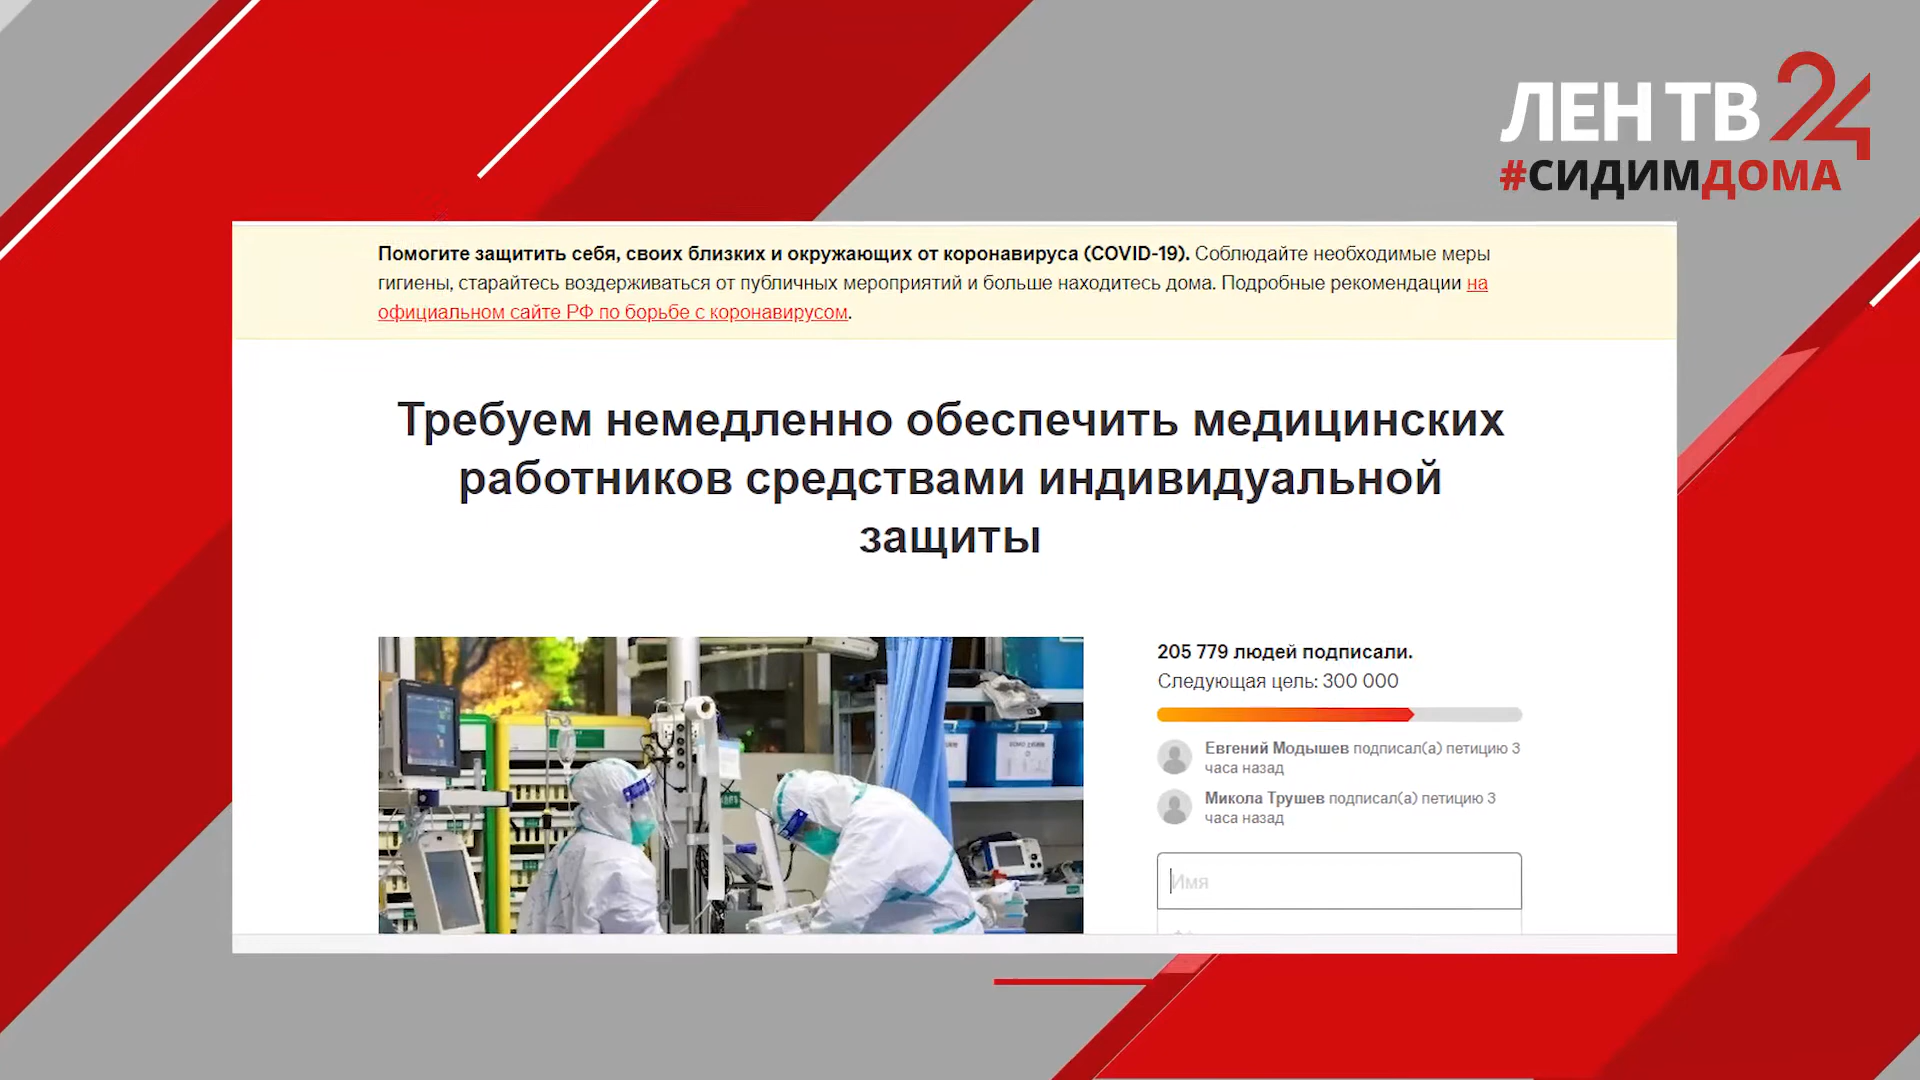 ЛЕН ТВ 24
#СИДИМДОМА
Помогите защитить себя, своих близких и окружающих от коронавируса (COVID-19). Соблюдайте необходимые меры
гигиены, старайтесь воздерживаться от публичных мероприятий и больше находитесь дома. Подробные рекомендации на
официальном сайте РФ по борьбе с коронавирусом.
Требуем немедленно обеспечить медицинских
работников средствами индивидуальной
защиты
205 779 людей подписали.
Следующая цель: 300 000
Евгений Модышев подписал(а) петицию 3
часа назад
Микола Трушев подписал(а) петицию 3
часа назад
Имя